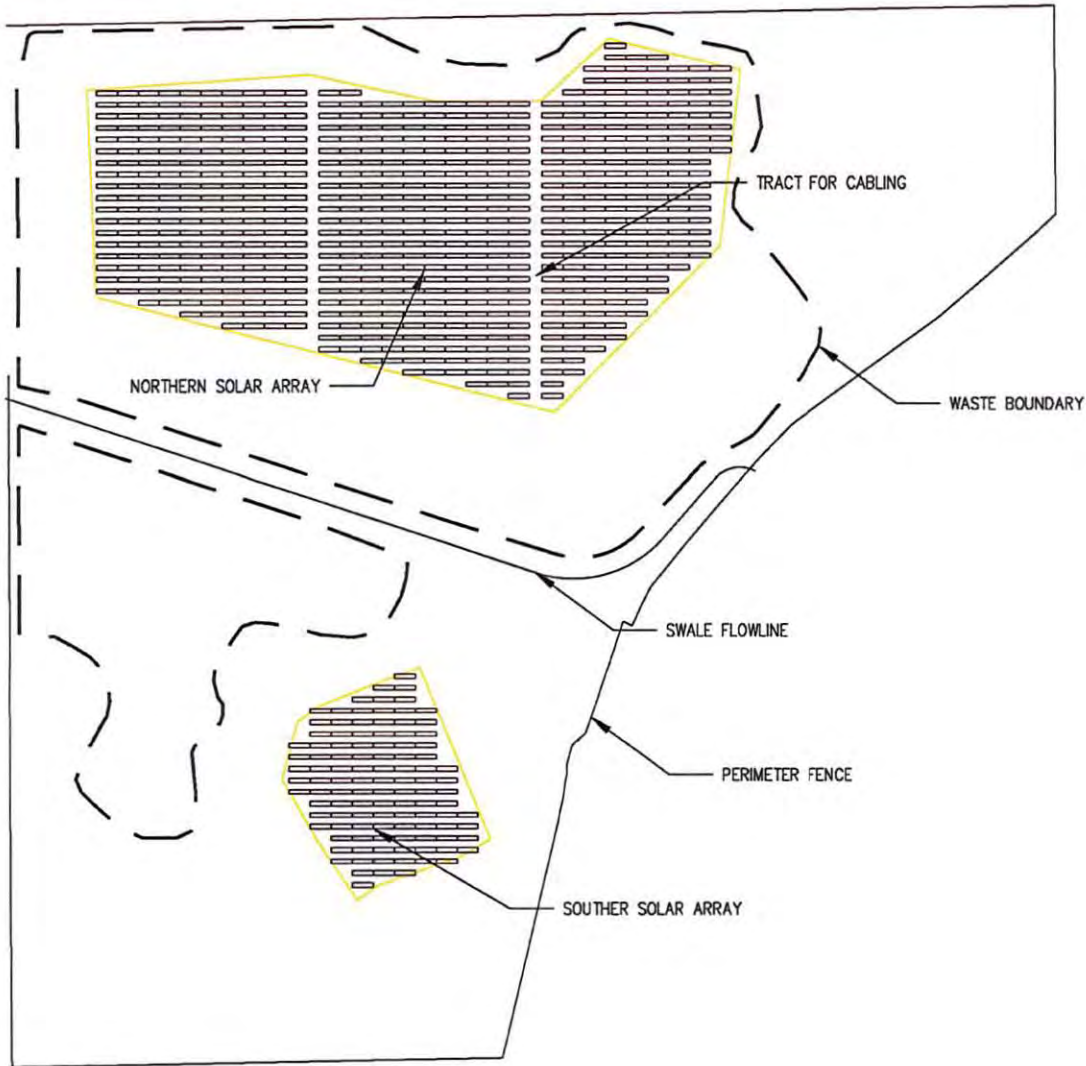 TRACT FOR CABLING
NORTHERN SOLAR ARRAY
WASTE BOUNDARY
SWALE FLOWLINE
PERIMETER FENCE
SOUTHER SOLAR ARRAY